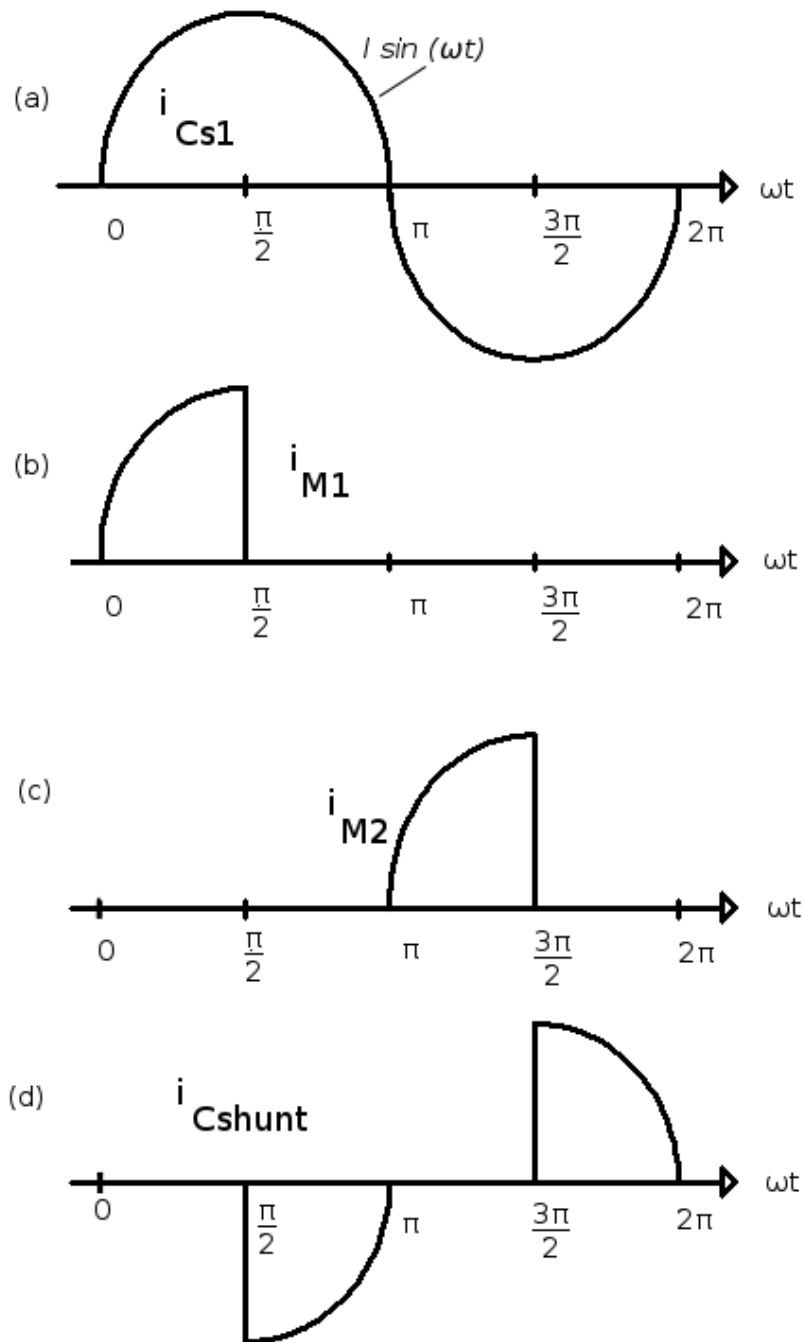 I sin (ωt)
(a)
i Cs1
ωt
0 π/2 π 3π/2 2π
(b)
i M1
ωt
0 π/2 π 3π/2 2π
(c)
i M2
ωt
0 π/2 π 3π/2 2π
(d)
i Cshunt
ωt
0 π/2 π 3π/2 2π